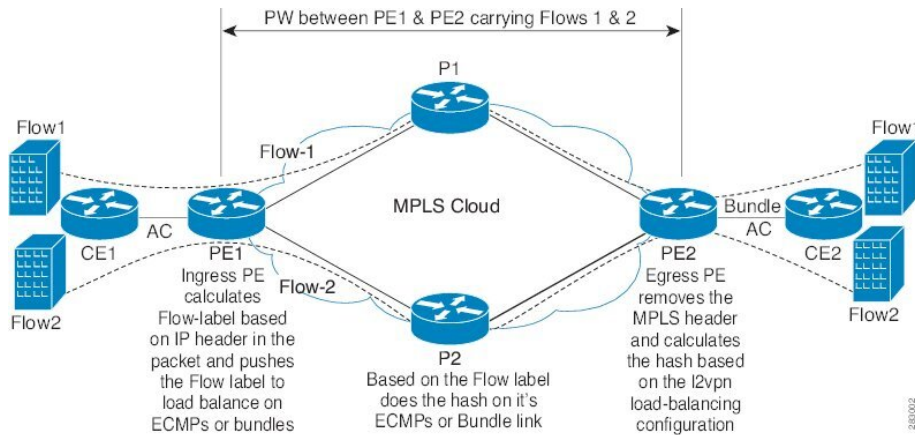 PW between PE1 & PE2 carrying Flows 1 & 2
P1
Flow1
Flow1
Flow-1
MPLS Cloud
Bundle
AC
AC
CE1
PE1
PE2
CE2
Flow-2
Flow2
Flow2
Ingress PE
calculates
Flow-label based
on IP header in the
packet and pushes
the Flow label to
load balance on
ECMPs or bundles
P2
Based on the Flow label
does the hash on it's
ECMPs or Bundle link
Egress PE
removes the
MPLS header
and calculates
the hash based
on the l2vpn
load-balancing
configuration